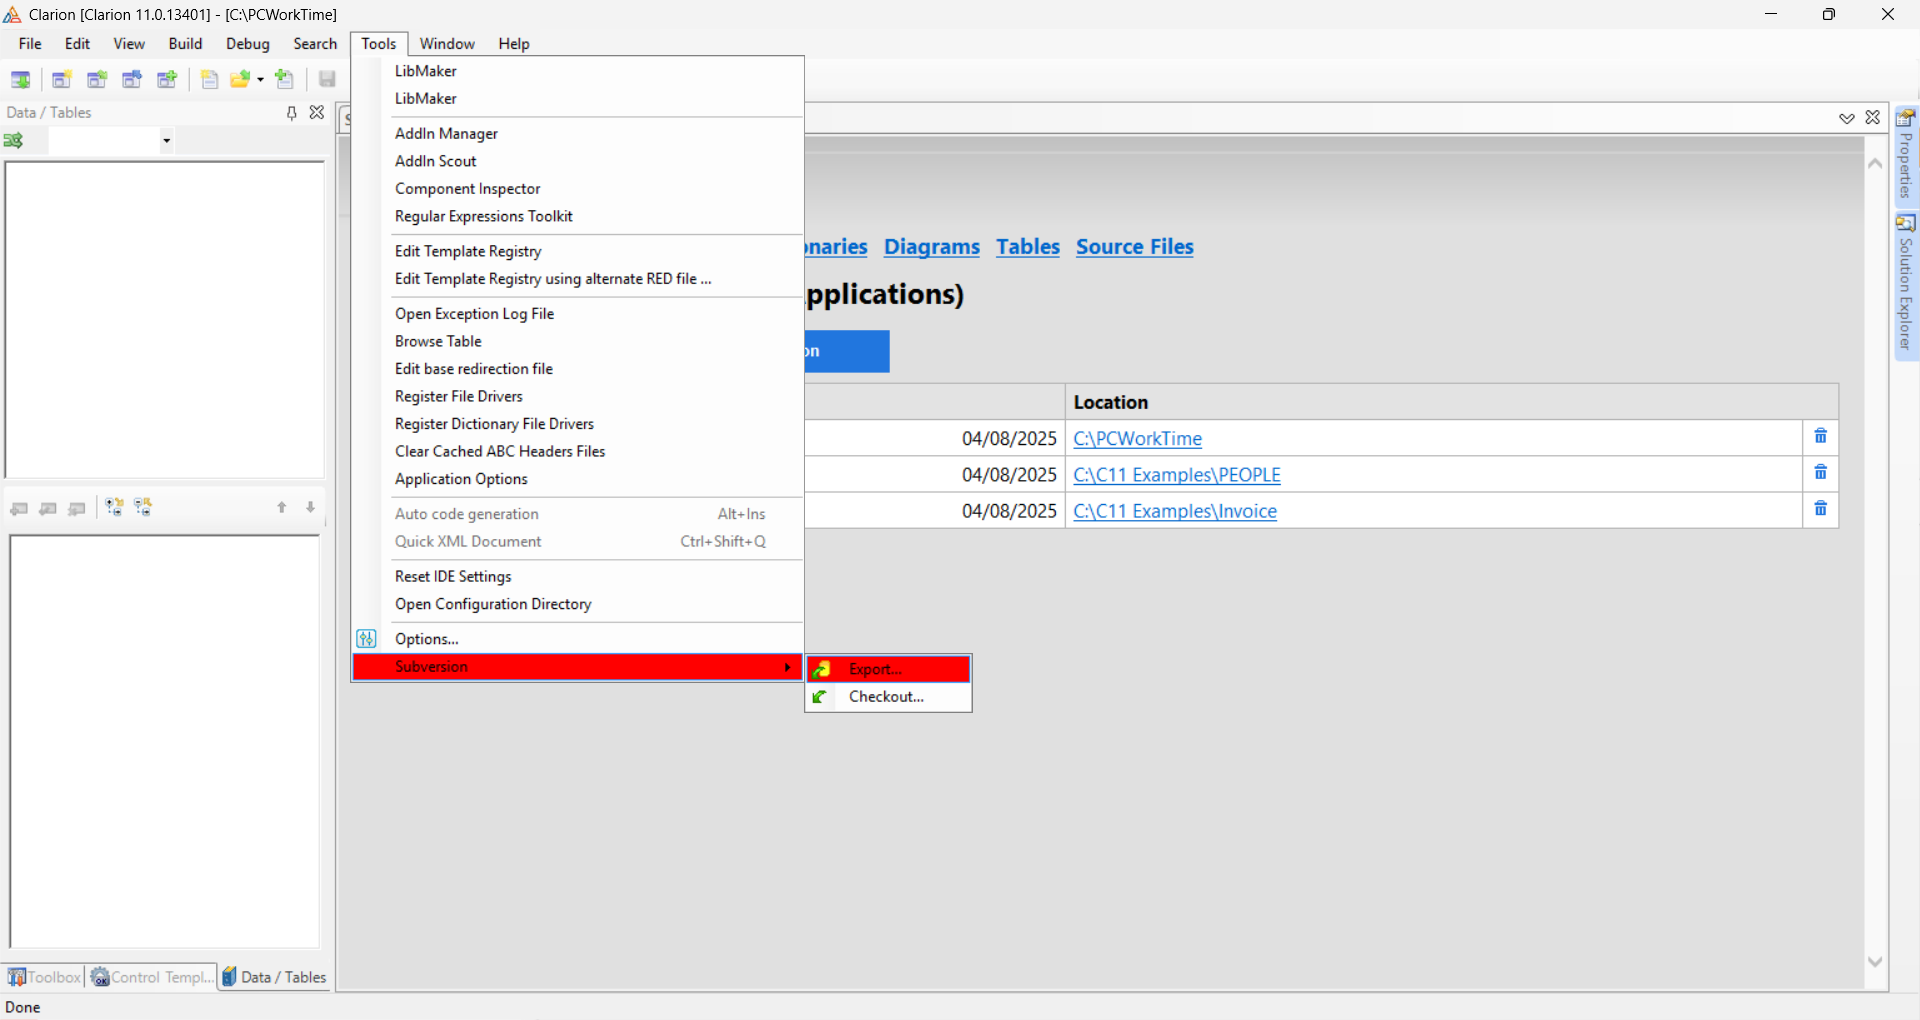 Clarion [Clarion 11.0.13401] - [C:\PCWorkTime]
File Edit View Build Debug Search Tools Window Help
Data / Tables
LibMaker
LibMaker
AddIn Manager
AddIn Scout
Component Inspector
Regular Expressions Toolkit
Edit Template Registry
Edit Template Registry using alternate RED file ...
Open Exception Log File
Browse Table
Edit base redirection file
Register File Drivers
Register Dictionary File Drivers
Clear Cached ABC Headers Files
Application Options
Auto code generation Alt+Ins
Quick XML Document Ctrl+Shift+Q
Reset IDE Settings
Open Configuration Directory
Options...
Subversion
Export...
Checkout...
naries Diagrams Tables Source Files
pplications)
on
Location
04/08/2025 C:\PCWorkTime
04/08/2025 C:\C11 Examples\PEOPLE
04/08/2025 C:\C11 Examples\Invoice
Properties
Solution Explorer
Toolbox Control Templ... Data / Tables
Done